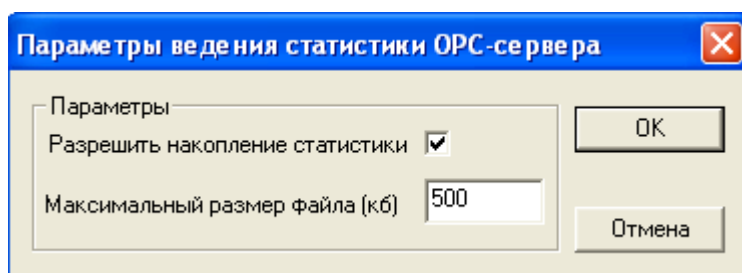 Параметры ведения статистики OPC-сервера
Параметры
Разрешить накопление статистики
OK
Максимальный размер файла (кб) 500
Отмена